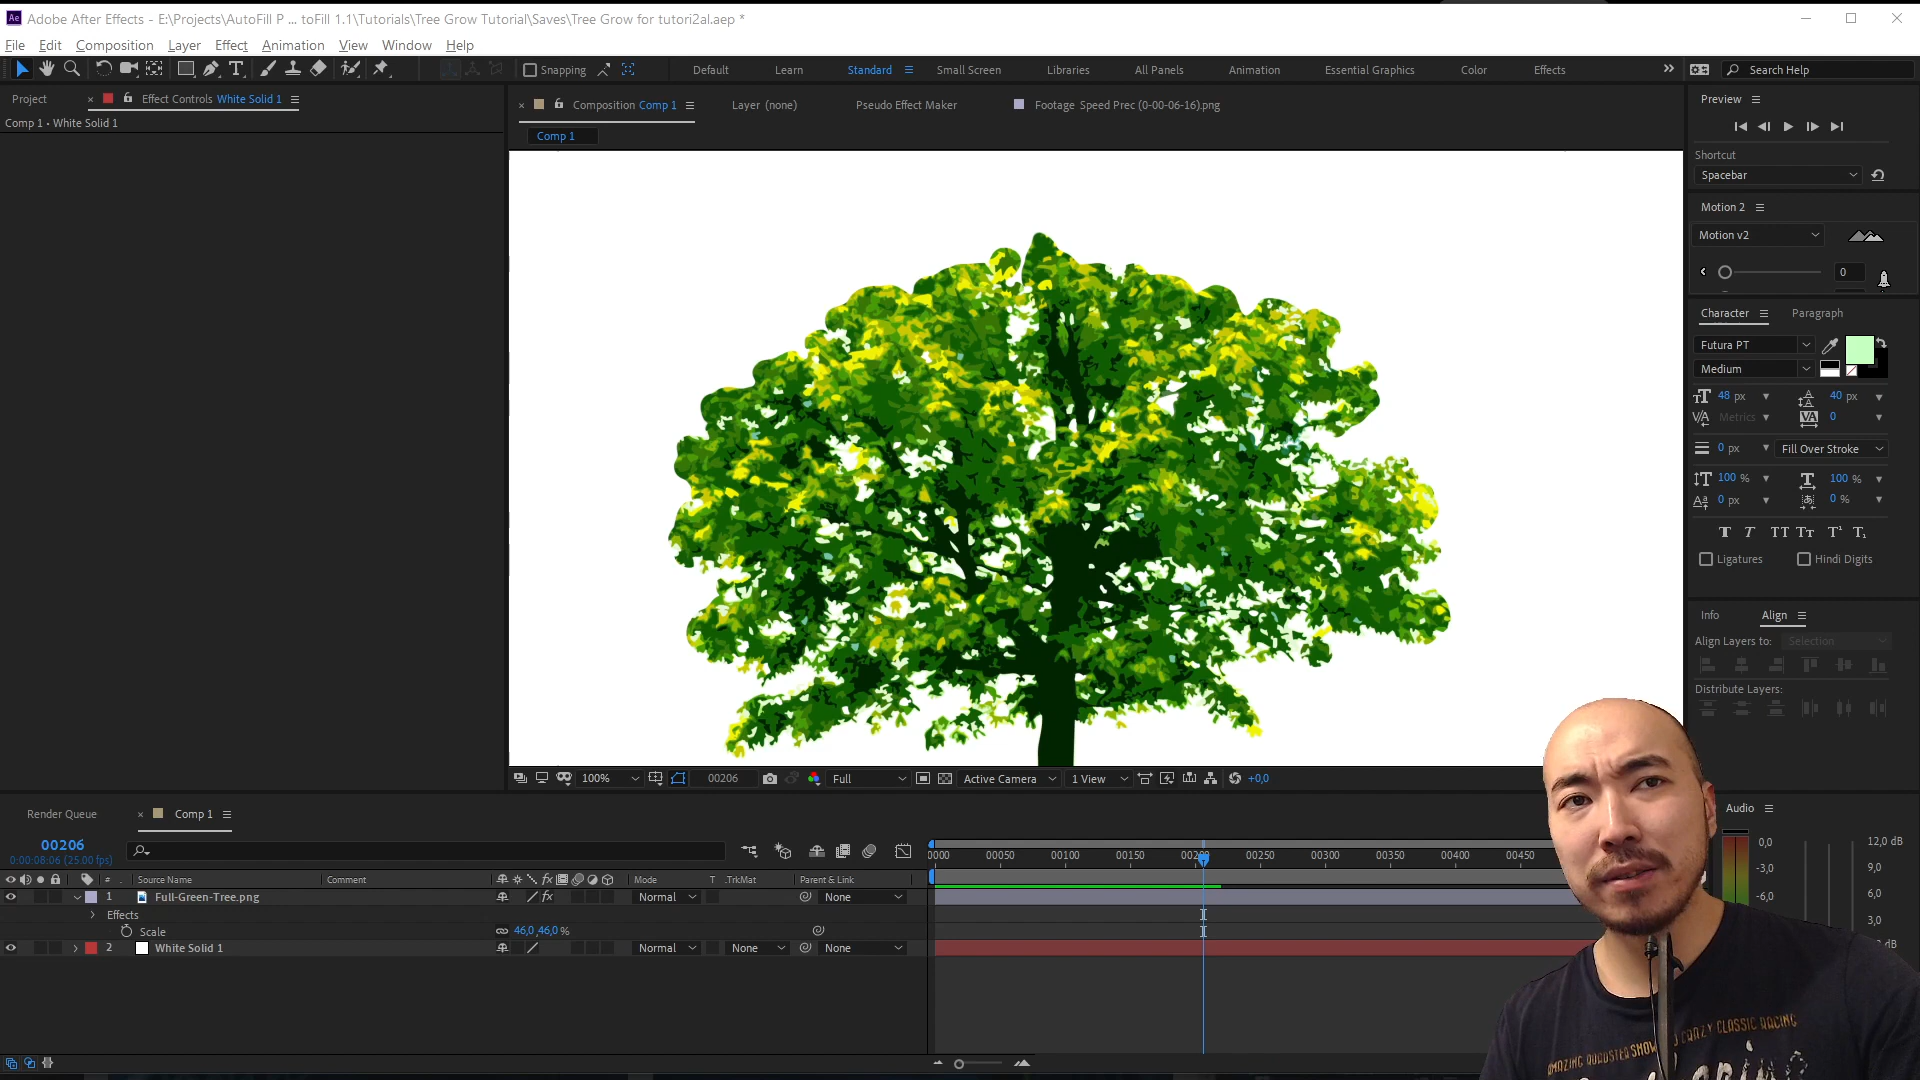 Adobe After Effects - E:\Projects\AutoFill P ... toFill 1.1\Tutorials\Tree Grow Tutorial\Saves\Tree Grow for tutori2al.aep *
File Edit Composition Layer Effect Animation View Window Help
Snapping Default Learn Standard Small Screen Libraries All Panels Animation Essential Graphics Color Effects Search Help
Project Effect Controls White Solid 1
Comp 1 • White Solid 1
Composition Comp 1 Layer (none) Pseudo Effect Maker Footage Speed Prec (0-00-06-16).png
Comp 1
Preview
Shortcut
Spacebar
Motion 2
Motion v2
0
Character Paragraph
Futura PT
Medium
48 px 40 px
Metrics 0
0 px Fill Over Stroke
100 % 100 %
0 px 0 %
Ligatures Hindi Digits
Info Align
Align Layers to: Selection
Distribute Layers:
100% 00206 Full Active Camera 1 View +0,0
Render Queue Comp 1
00206
0:00:08:06 (25.00 fps)
# Source Name Comment Mode T .TrkMat Parent & Link
0000 00050 00100 00150 00200 00250 00300 00350 00400 00450
1 Full-Green-Tree.png Normal None
Effects
Scale 46,0,46,0 %
2 White Solid 1 Normal None None
Audio
0,0 12,0 dB
-3,0 9,0
-6,0 6,0
3,0
dB
AMAZING ROADSTER SHOW CRAZY CLASSIC RACING